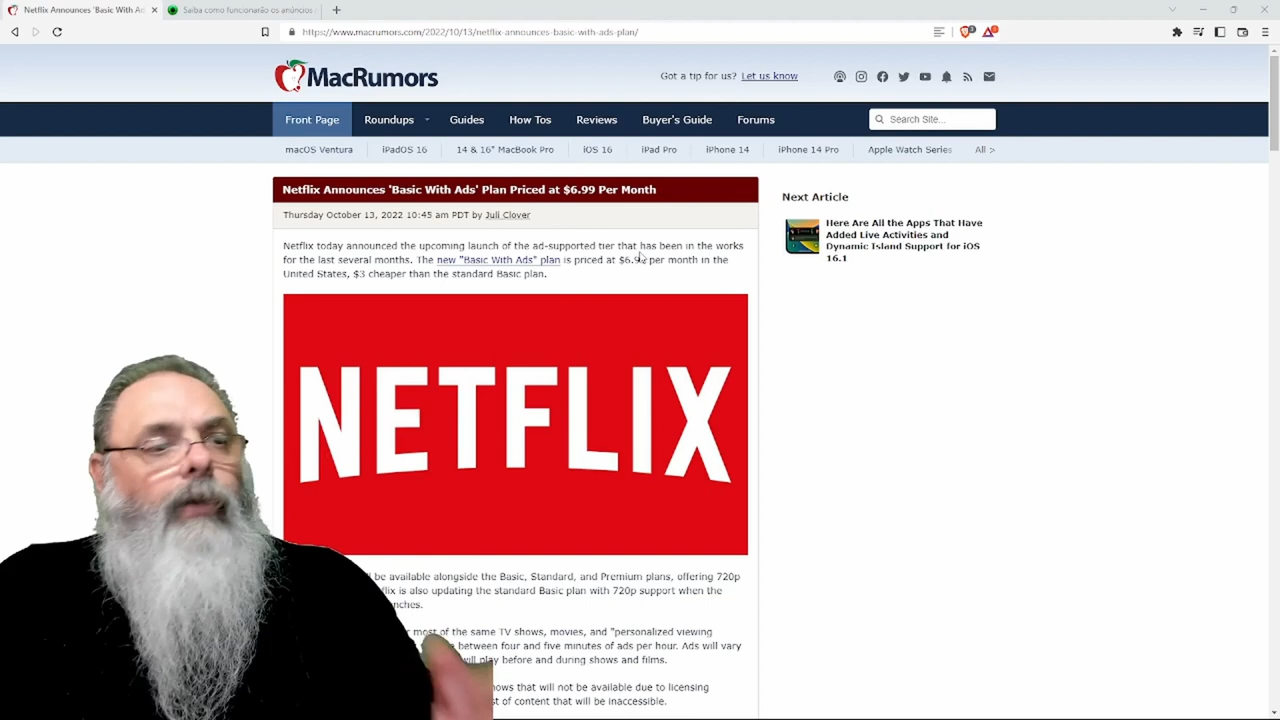 Netflix Announces 'Basic With Ad
Saiba como funcionarão os anúncios
https://www.macrumors.com/2022/10/13/netflix-announces-basic-with-ads-plan/
MacRumors
Got a tip for us? Let us know
Front Page Roundups Guides How Tos Reviews Buyer's Guide Forums Search Site...
macOS Ventura iPadOS 16 14 & 16" MacBook Pro iOS 16 iPad Pro iPhone 14 iPhone 14 Pro Apple Watch Series All >
Netflix Announces 'Basic With Ads' Plan Priced at $6.99 Per Month
Thursday October 13, 2022 10:45 am PDT by Juli Clover
Netflix today announced the upcoming launch of the ad-supported tier that has been in the works
for the last several months. The new "Basic With Ads" plan is priced at $6.99 per month in the
United States, $3 cheaper than the standard Basic plan.
NETFLIX
be available alongside the Basic, Standard, and Premium plans, offering 720p
is also updating the standard Basic plan with 720p support when the
most of the same TV shows, movies, and "personalized viewing
between four and five minutes of ads per hour. Ads will vary
will play before and during shows and films.
that will not be available due to licensing
of content that will be inaccessible.
Next Article
Here Are All the Apps That Have
Added Live Activities and
Dynamic Island Support for iOS
16.1